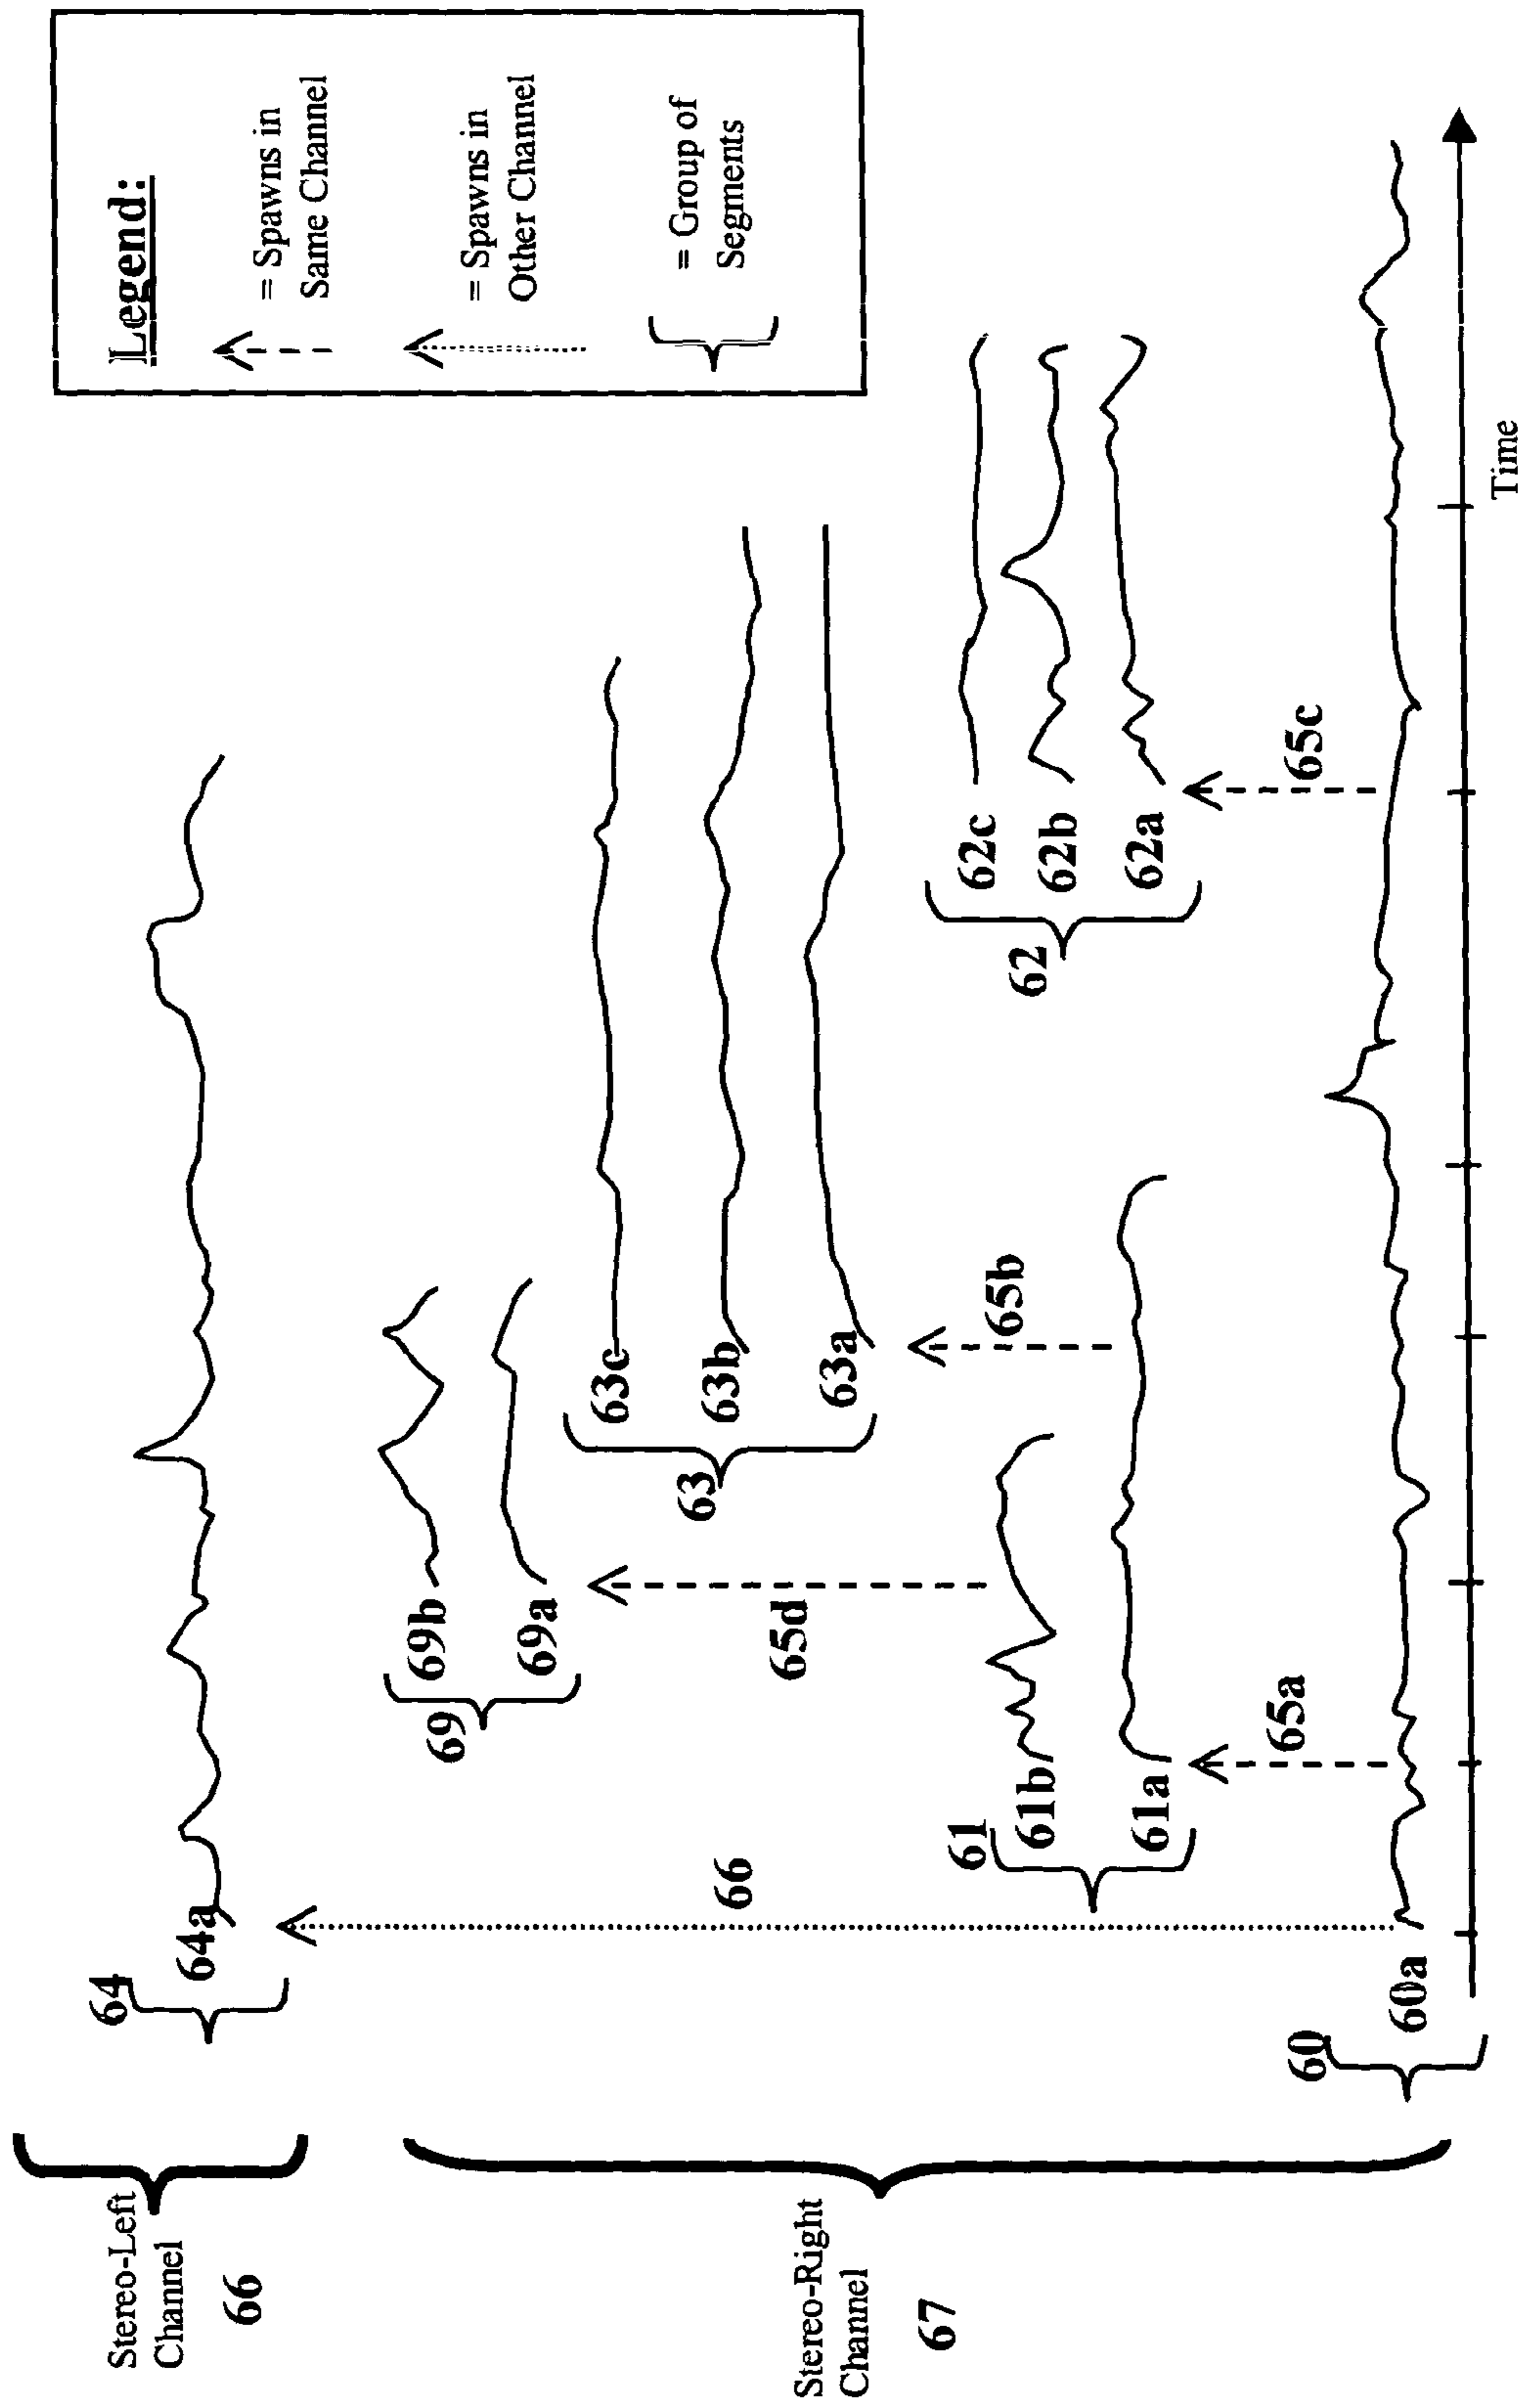 Stereo-Left
Channel
66
64
64a
Legend:
= Spawns in
Same Channel
= Spawns in
Other Channel
= Group of
Segments
69
69b
69a
63
63c
63b
63a
66
65d
65b
61
61b
61a
62
62c
62b
62a
Stereo-Right
Channel
67
65a
65c
60
60a
Time